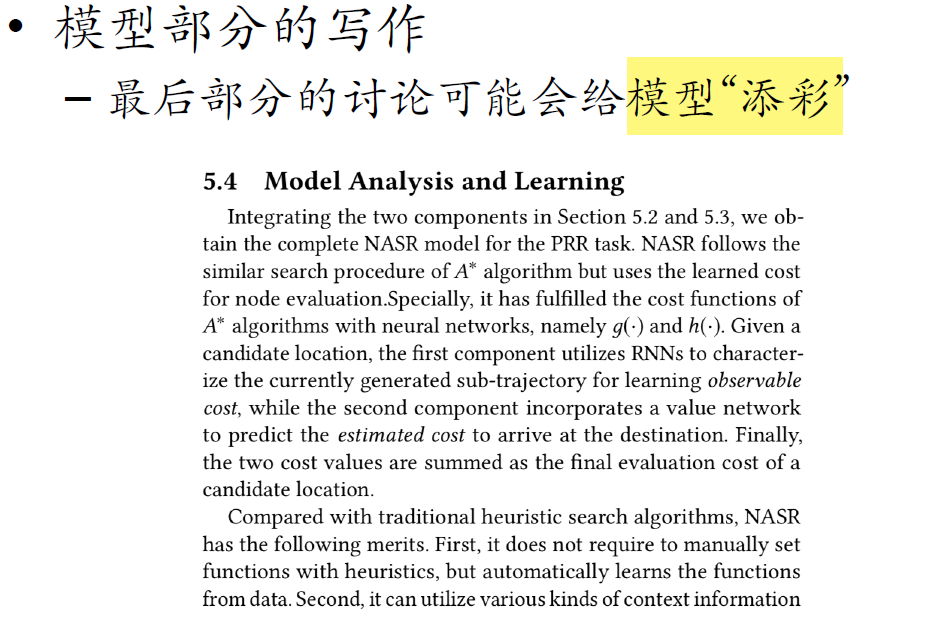 • 模型部分的写作
– 最后部分的讨论可能会给模型“添彩”
5.4 Model Analysis and Learning
Integrating the two components in Section 5.2 and 5.3, we ob-
tain the complete NASR model for the PRR task. NASR follows the
similar search procedure of A* algorithm but uses the learned cost
for node evaluation.Specially, it has fulfilled the cost functions of
A* algorithms with neural networks, namely g(·) and h(·). Given a
candidate location, the first component utilizes RNNs to character-
ize the currently generated sub-trajectory for learning observable
cost, while the second component incorporates a value network
to predict the estimated cost to arrive at the destination. Finally,
the two cost values are summed as the final evaluation cost of a
candidate location.
Compared with traditional heuristic search algorithms, NASR
has the following merits. First, it does not require to manually set
functions with heuristics, but automatically learns the functions
from data. Second, it can utilize various kinds of context information